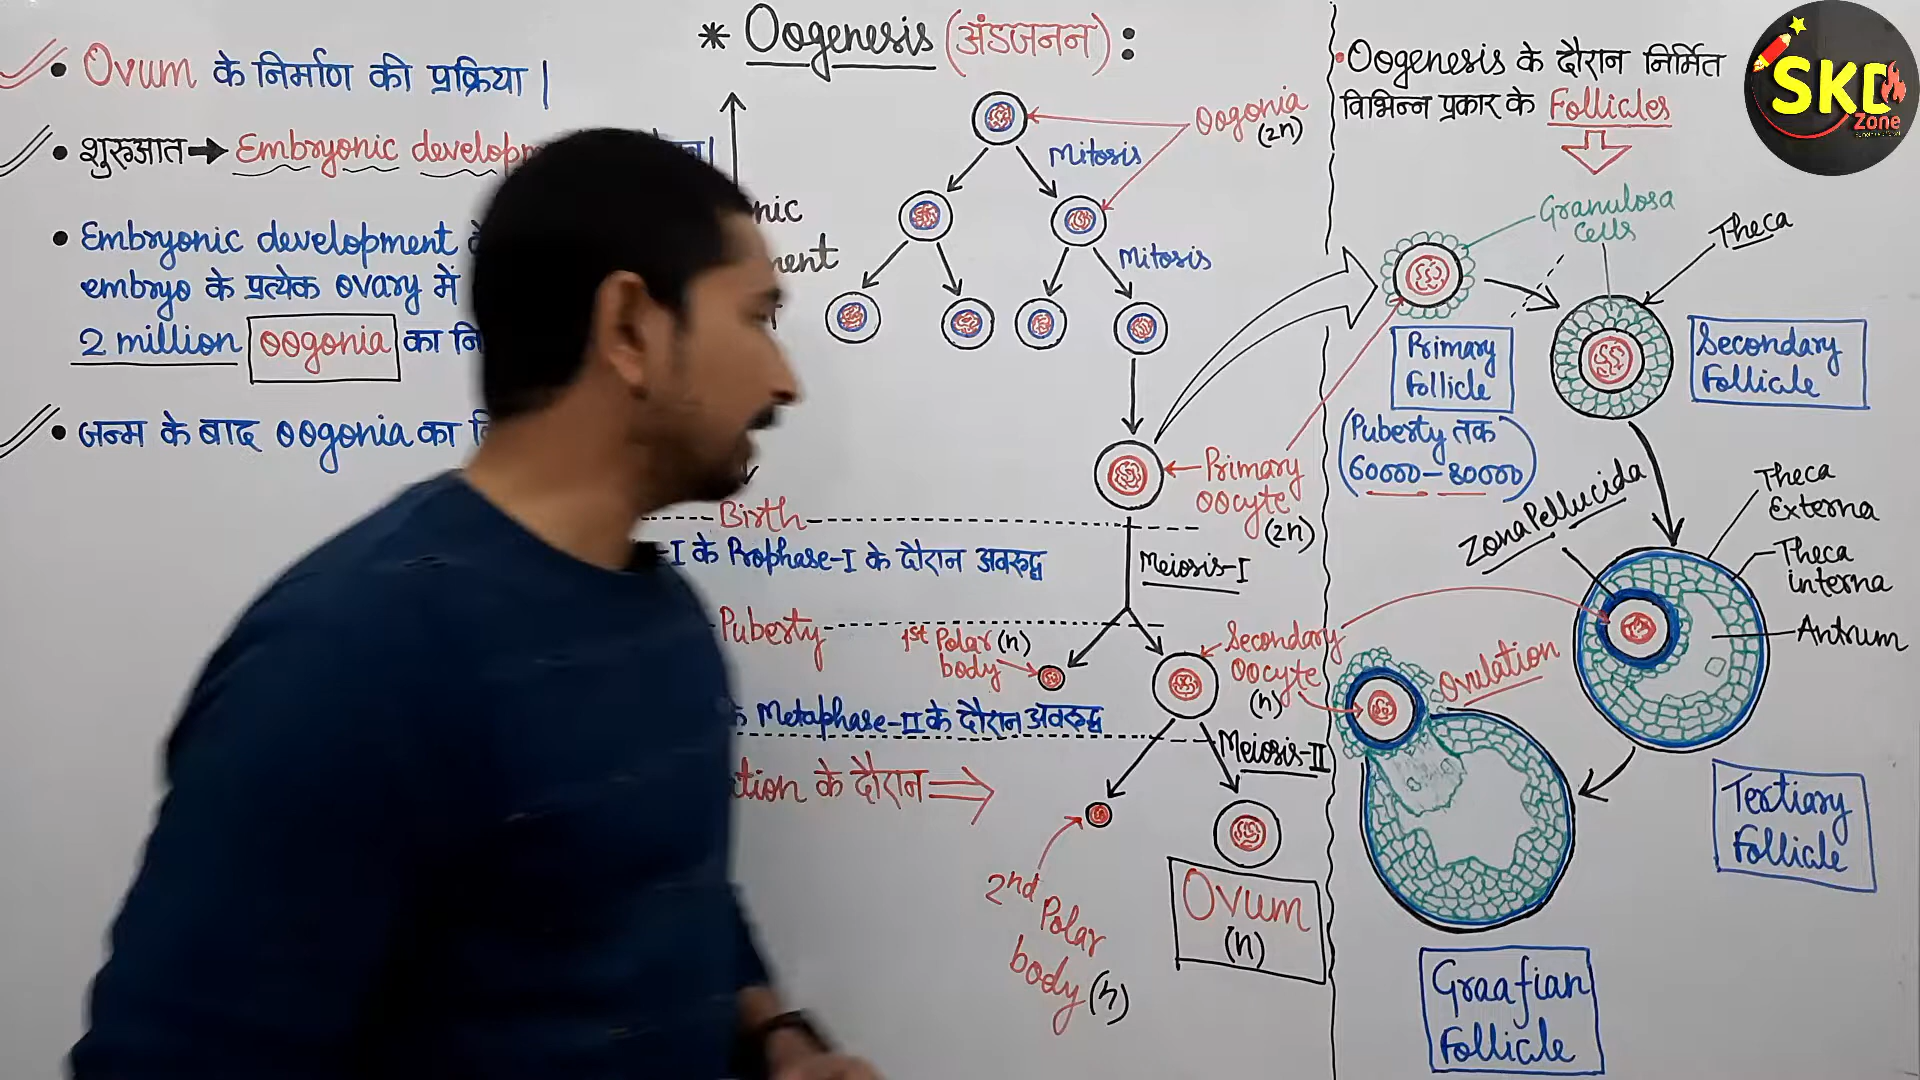 * Oogenesis (अंडजनन) :
• Ovum के निर्माण की प्रक्रिया |
• शुरुआत → Embryonic
• Embryonic development
embryo के प्रत्येक ovary में
2 million oogonia का
• जन्म के बाद oogonia का
Oogonia
(2n)
Mitosis
Mitosis
Primary
Oocyte
(2n)
Birth
-I के Prophase-I के दौरान अवरुद्ध
Meiosis-I
Puberty
1st Polar (n)
body
Secondary
Oocyte
(n)
Metaphase-II के दौरान अवरुद्ध
Meiosis-II
के दौरान
2nd Polar
body (n)
Ovum
(n)
• Oogenesis के दौरान निर्मित
विभिन्न प्रकार के Follicles
Granulosa
Cells
Theca
Primary
Follicle
Secondary
Follicle
(Puberty तक
60000-80000)
Zona Pellucida
Theca
Externa
Theca
interna
Antrum
Ovulation
Tertiary
Follicle
Graafian
Follicle
SKD
Zone